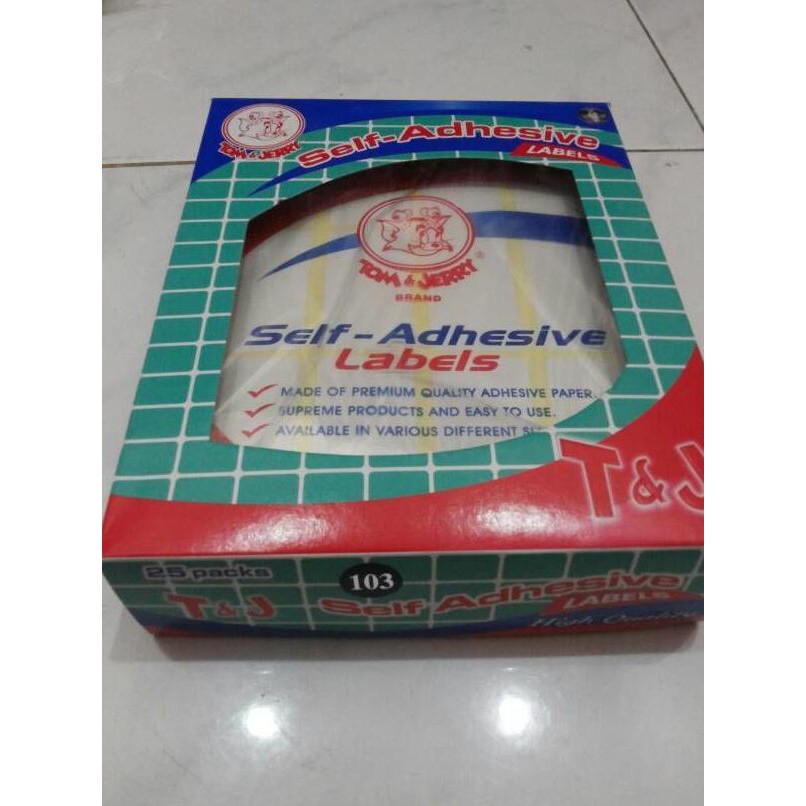 TOM & JERRY
Self-Adhesive
LABELS
TOM & JERRY®
BRAND
Self-Adhesive
Labels
MADE OF PREMIUM QUALITY ADHESIVE PAPER.
SUPREME PRODUCTS AND EASY TO USE.
AVAILABLE IN VARIOUS DIFFERENT
T & J
25 packs
103
T & J
Self Adhesive
LABELS
High